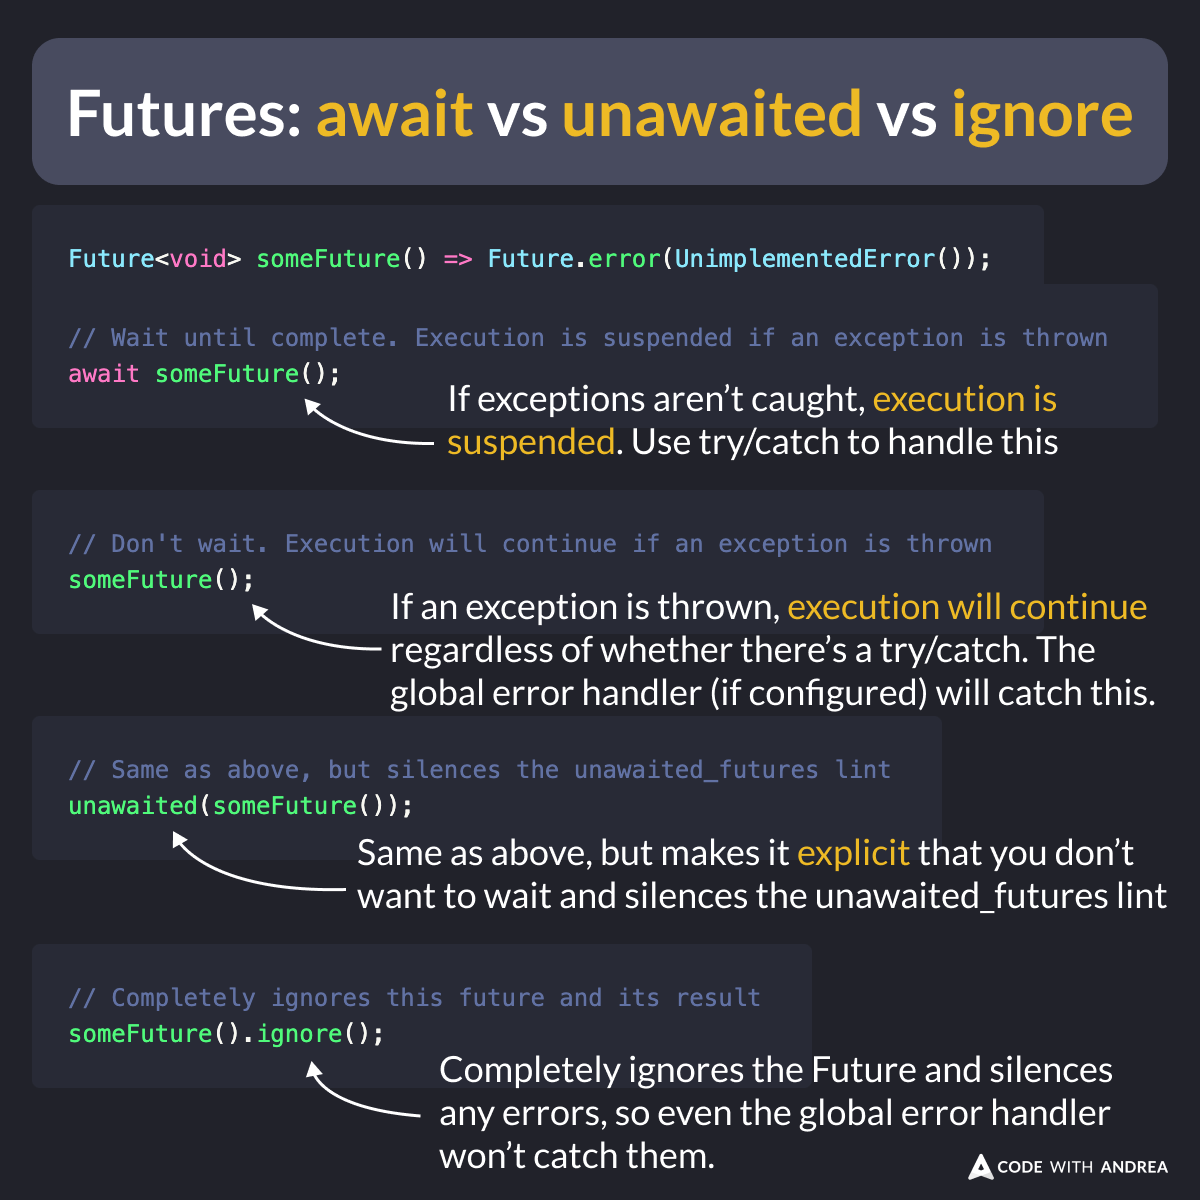 Futures: await vs unawaited vs ignore
Future<void> someFuture() => Future.error(UnimplementedError());
// Wait until complete. Execution is suspended if an exception is thrown
await someFuture();
If exceptions aren’t caught, execution is
suspended. Use try/catch to handle this
// Don't wait. Execution will continue if an exception is thrown
someFuture();
If an exception is thrown, execution will continue
regardless of whether there’s a try/catch. The
global error handler (if configured) will catch this.
// Same as above, but silences the unawaited_futures lint
unawaited(someFuture());
Same as above, but makes it explicit that you don’t
want to wait and silences the unawaited_futures lint
// Completely ignores this future and its result
someFuture().ignore();
Completely ignores the Future and silences
any errors, so even the global error handler
won’t catch them.
CODE WITH ANDREA